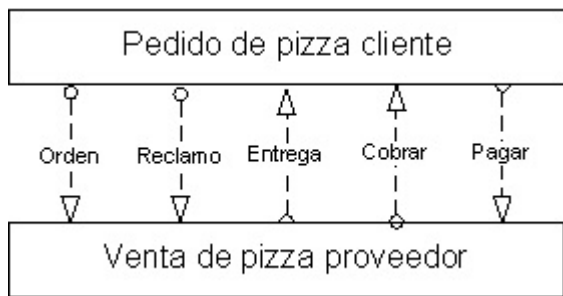 Pedido de pizza cliente
Orden Reclamo Entrega Cobrar Pagar
Venta de pizza proveedor